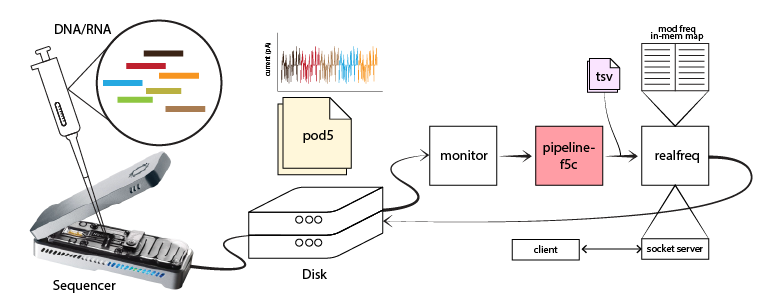 DNA/RNA
current (pA)
pod5
Sequencer
Disk
monitor
pipeline-
f5c
tsv
mod freq
in-mem map
realfreq
client
socket server